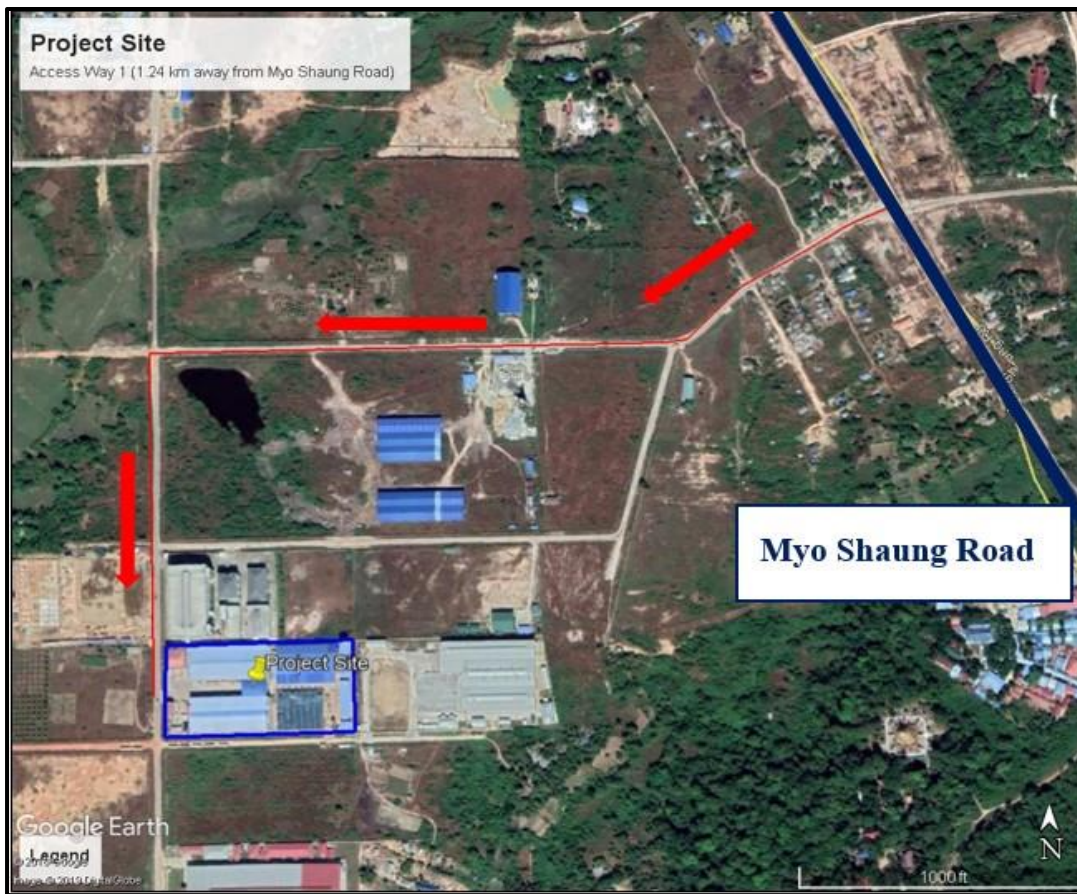 Project Site
Access Way 1 (1.24 km away from Myo Shaung Road)
Myo Shaung Road
Project Site
Google Earth
Legend
N
1000 ft